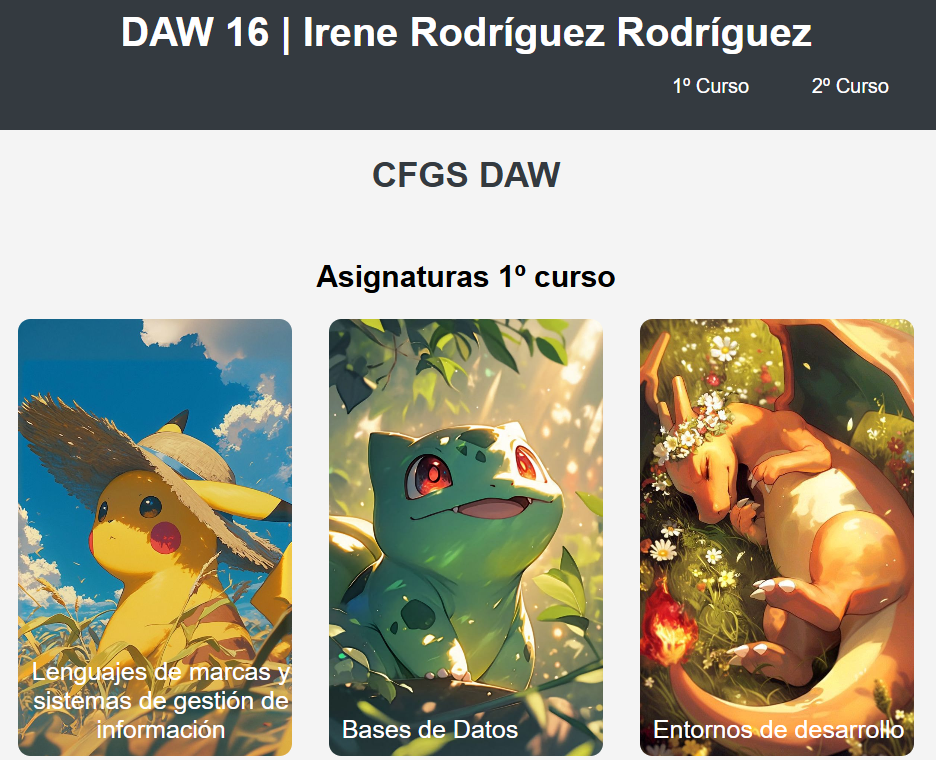 DAW 16 | Irene Rodríguez Rodríguez
1º Curso 2º Curso
CFGS DAW
Asignaturas 1º curso
Lenguajes de marcas y
sistemas de gestión de
información
Bases de Datos
Entornos de desarrollo